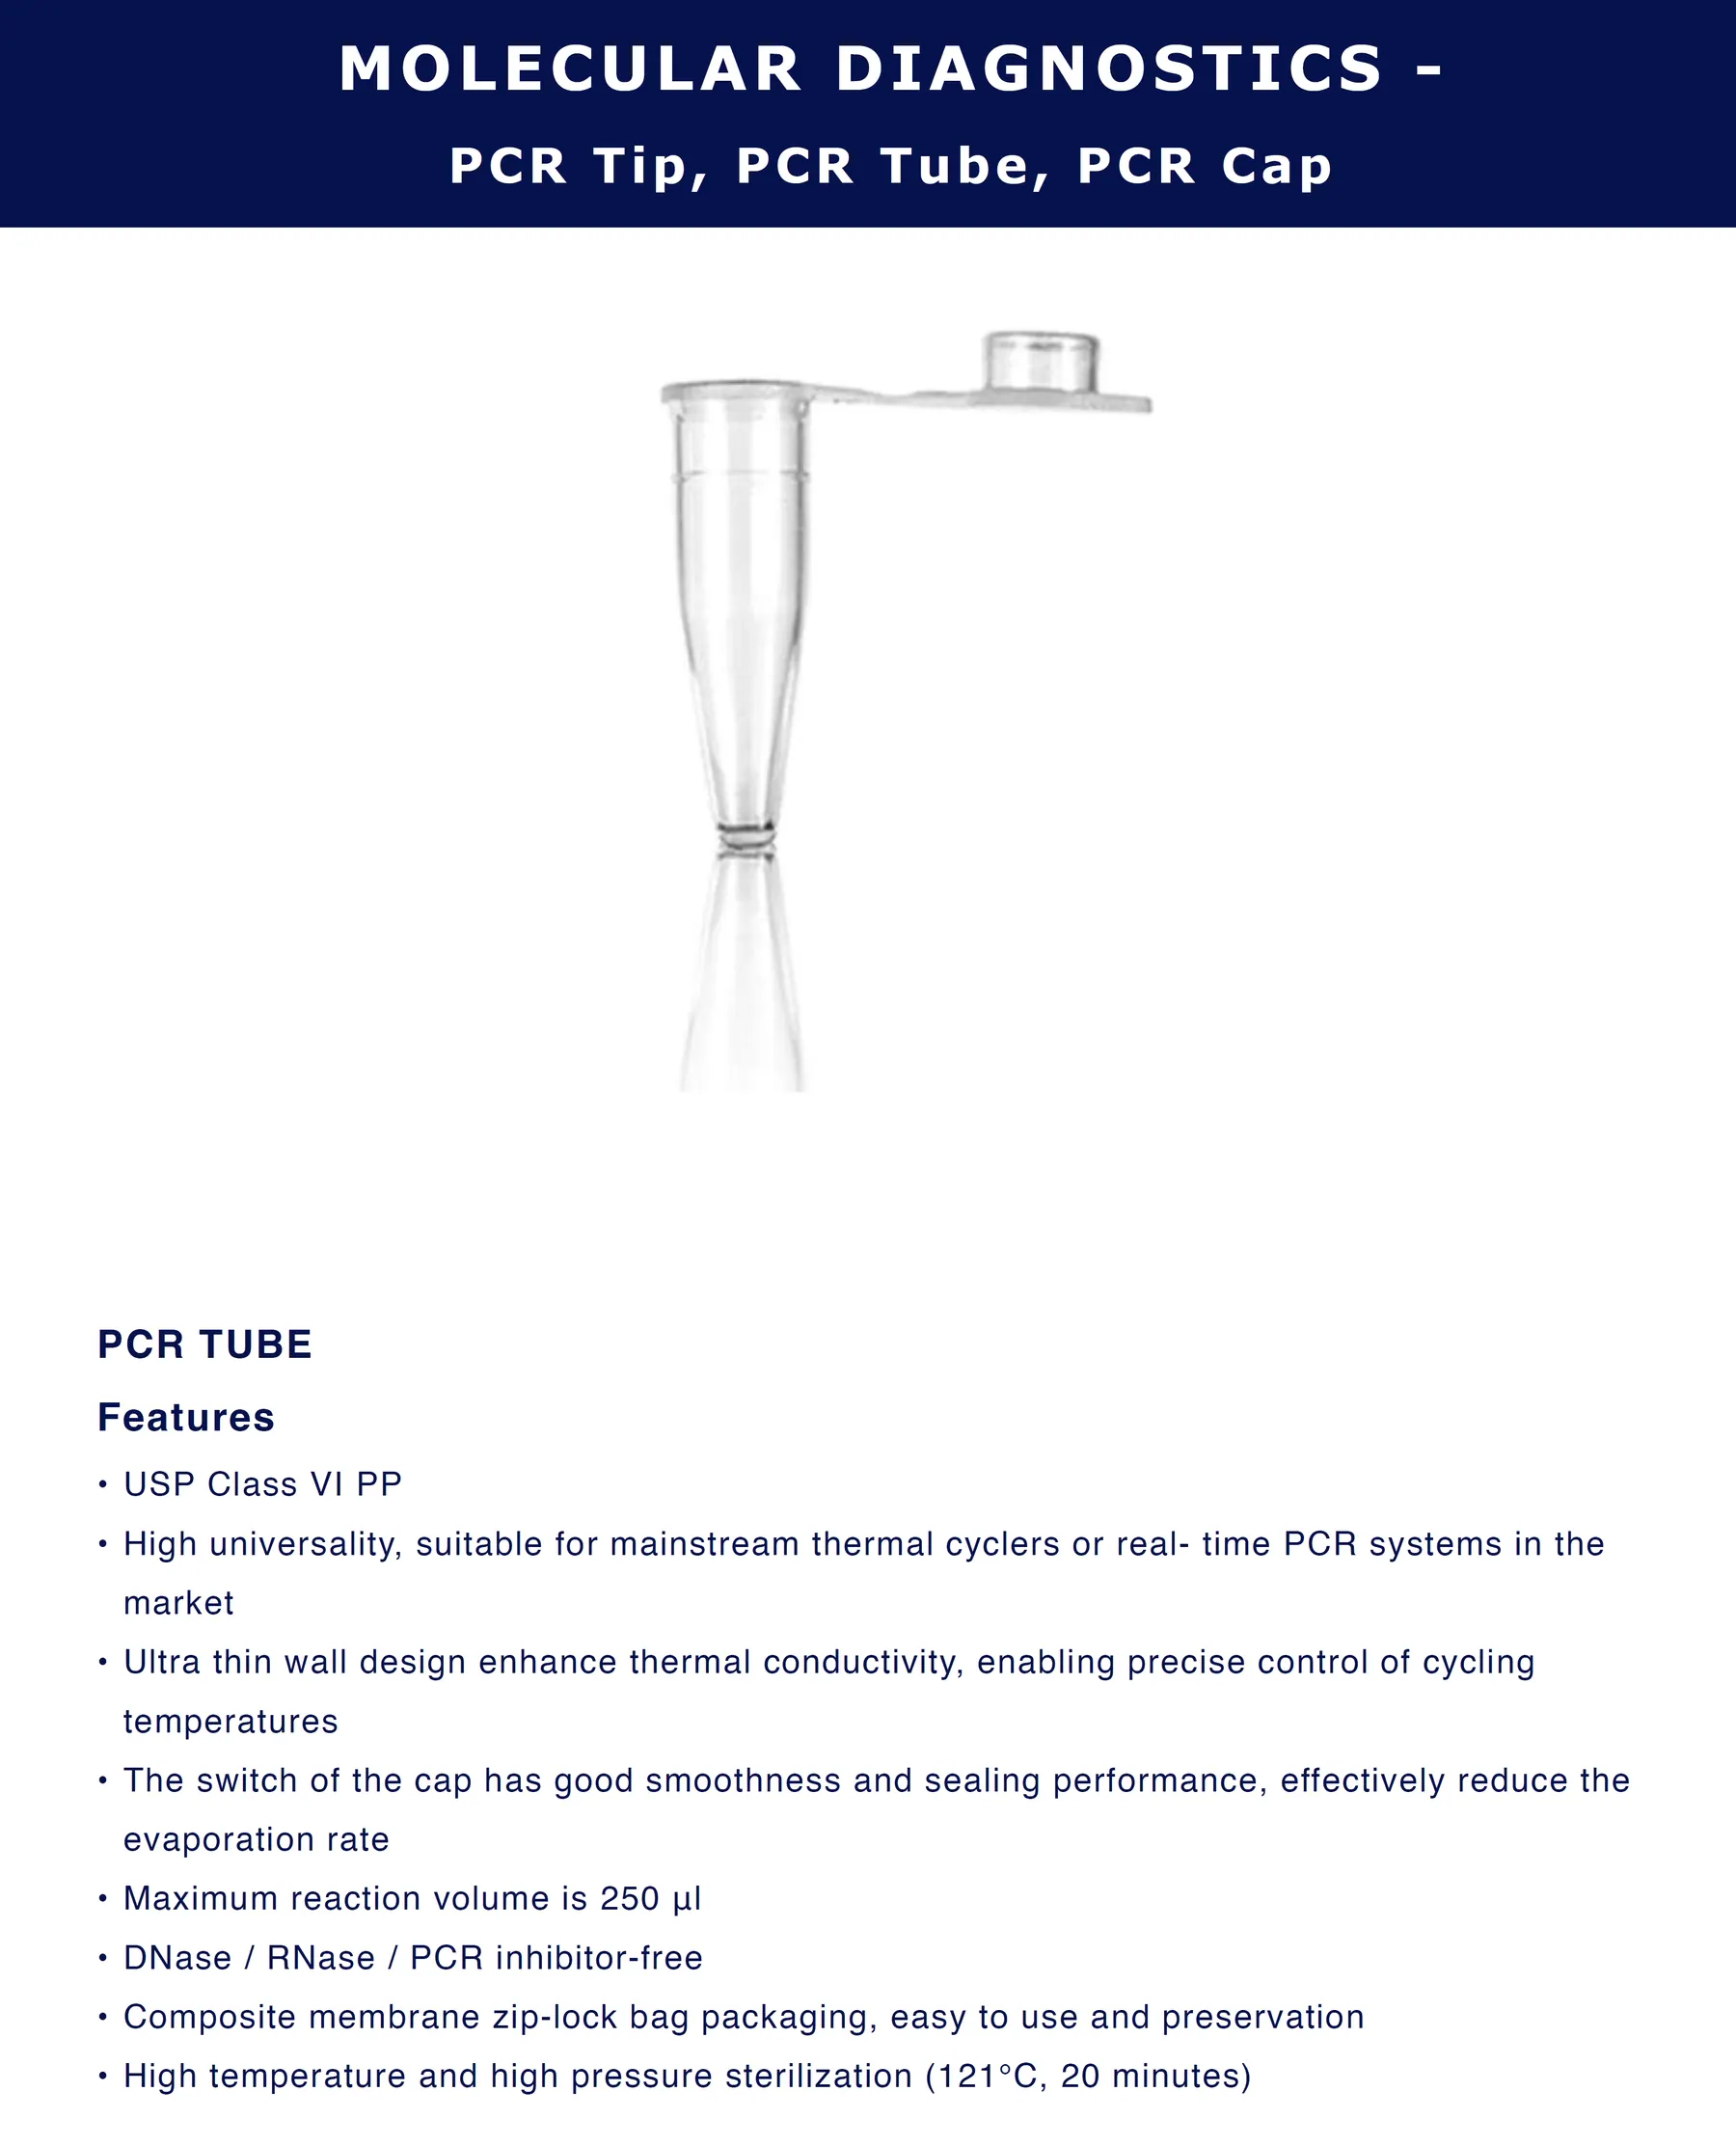 MOLECULAR DIAGNOSTICS -
PCR Tip, PCR Tube, PCR Cap
PCR TUBE
Features
• USP Class VI PP
• High universality, suitable for mainstream thermal cyclers or real- time PCR systems in the
market
• Ultra thin wall design enhance thermal conductivity, enabling precise control of cycling
temperatures
• The switch of the cap has good smoothness and sealing performance, effectively reduce the
evaporation rate
• Maximum reaction volume is 250 µl
• DNase / RNase / PCR inhibitor-free
• Composite membrane zip-lock bag packaging, easy to use and preservation
• High temperature and high pressure sterilization (121°C, 20 minutes)